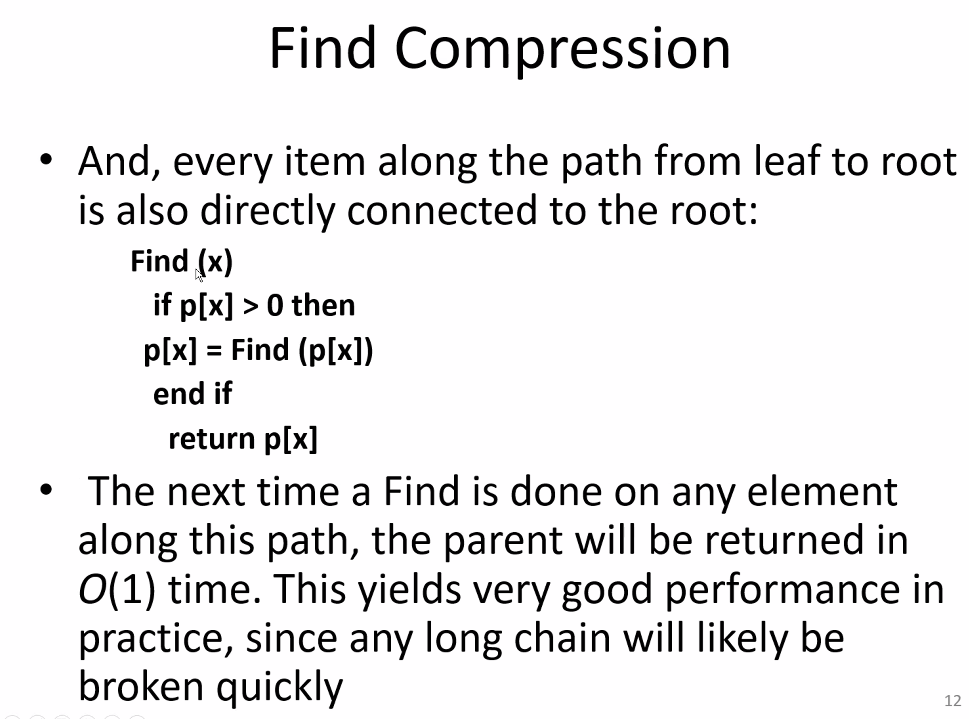 Find Compression
• And, every item along the path from leaf to root
is also directly connected to the root:
Find (x)
if p[x] > 0 then
p[x] = Find (p[x])
end if
return p[x]
• The next time a Find is done on any element
along this path, the parent will be returned in
O(1) time. This yields very good performance in
practice, since any long chain will likely be
broken quickly
12